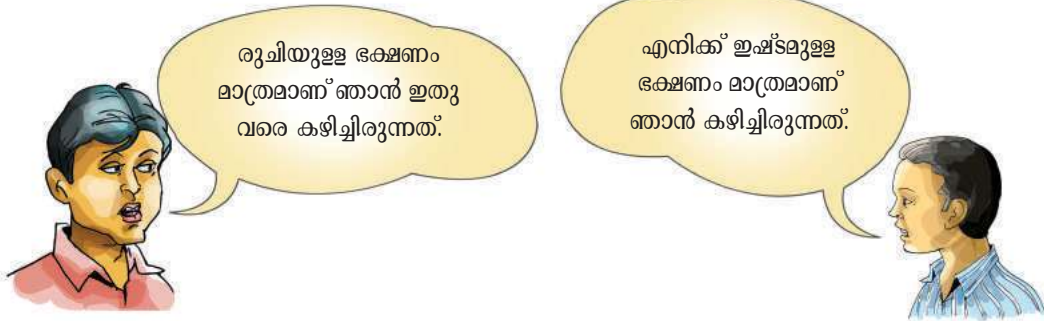 രുചിയുള്ള ഭക്ഷണം
മാത്രമാണ് ഞാൻ ഇതു
വരെ കഴിച്ചിരുന്നത്.
എനിക്ക് ഇഷ്ടമുള്ള
ഭക്ഷണം മാത്രമാണ്
ഞാൻ കഴിച്ചിരുന്നത്.